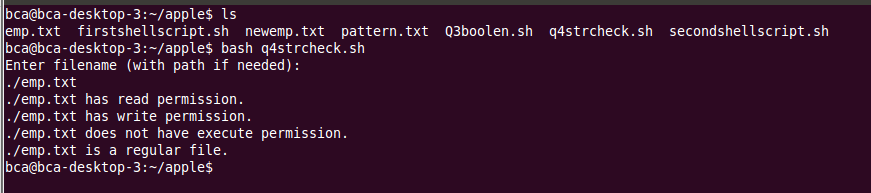 bca@bca-desktop-3:~/apple$ ls
emp.txt  firstshellscript.sh  newemp.txt  pattern.txt  Q3boolen.sh  q4strcheck.sh  secondshellscript.sh
bca@bca-desktop-3:~/apple$ bash q4strcheck.sh
Enter filename (with path if needed):
./emp.txt
./emp.txt has read permission.
./emp.txt has write permission.
./emp.txt does not have execute permission.
./emp.txt is a regular file.
bca@bca-desktop-3:~/apple$